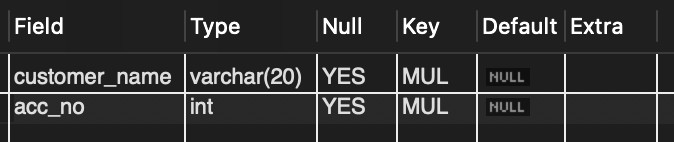 Field Type Null Key Default Extra
customer_name varchar(20) YES MUL NULL
acc_no int YES MUL NULL